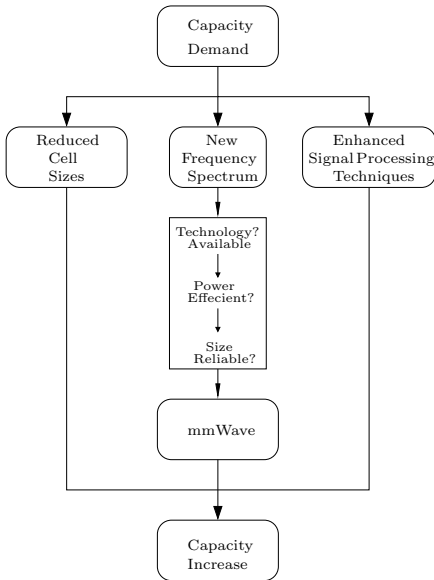 Capacity
Demand
Reduced
Cell
Sizes
New
Frequency
Spectrum
Enhanced
Signal Processing
Techniques
Technology?
Available
Power
Effecient?
Size
Reliable?
mmWave
Capacity
Increase